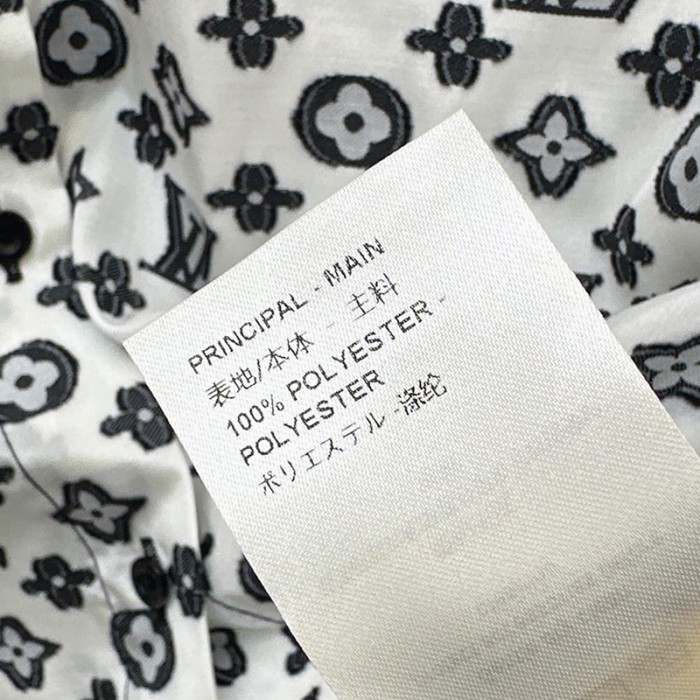 PRINCIPAL - MAIN
表地/本体 - 主料
100% POLYESTER -
POLYESTER
ポリエステル -涤纶